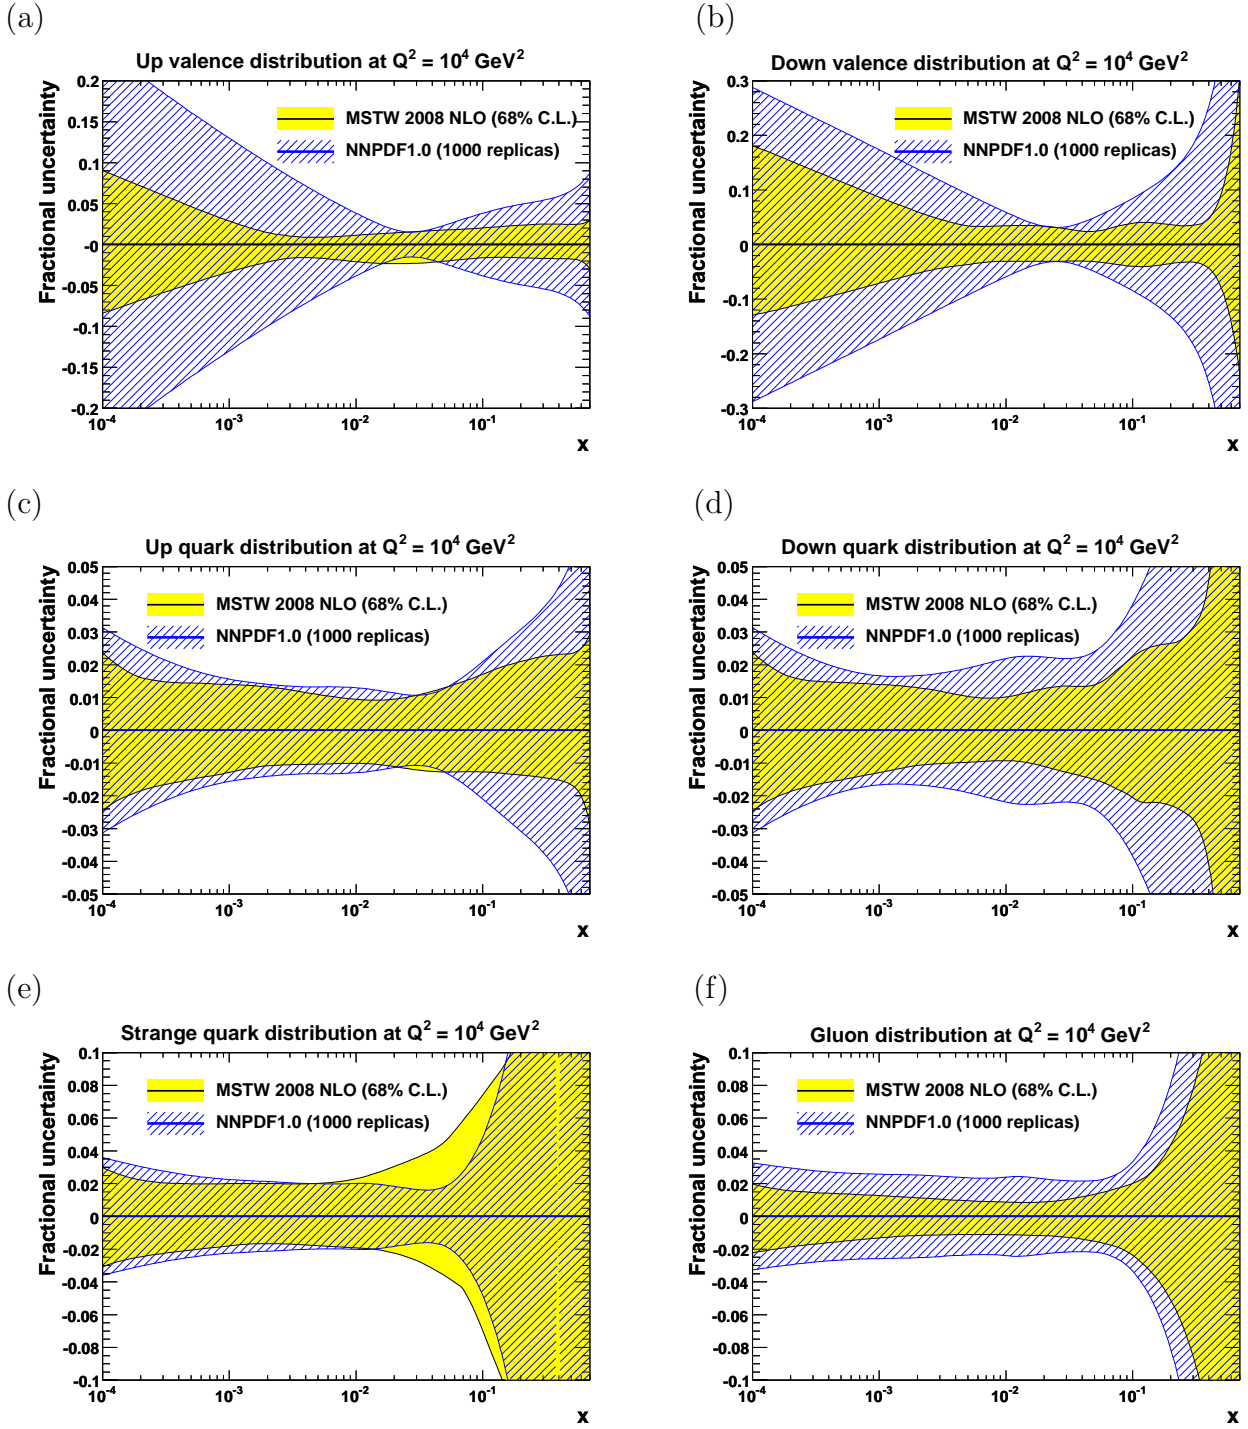 (a)
Up valence distribution at Q² = 10⁴ GeV²
Fractional uncertainty
0.2
0.15
0.1
0.05
-0
-0.05
-0.1
-0.15
-0.2
MSTW 2008 NLO (68% C.L.)
NNPDF1.0 (1000 replicas)
10⁻⁴ 10⁻³ 10⁻² 10⁻¹
x
(b)
Down valence distribution at Q² = 10⁴ GeV²
Fractional uncertainty
0.3
0.2
0.1
0
-0.1
-0.2
-0.3
MSTW 2008 NLO (68% C.L.)
NNPDF1.0 (1000 replicas)
10⁻⁴ 10⁻³ 10⁻² 10⁻¹
x
(c)
Up quark distribution at Q² = 10⁴ GeV²
Fractional uncertainty
0.05
0.04
0.03
0.02
0.01
0
-0.01
-0.02
-0.03
-0.04
-0.05
MSTW 2008 NLO (68% C.L.)
NNPDF1.0 (1000 replicas)
10⁻⁴ 10⁻³ 10⁻² 10⁻¹
x
(d)
Down quark distribution at Q² = 10⁴ GeV²
Fractional uncertainty
0.05
0.04
0.03
0.02
0.01
0
-0.01
-0.02
-0.03
-0.04
-0.05
MSTW 2008 NLO (68% C.L.)
NNPDF1.0 (1000 replicas)
10⁻⁴ 10⁻³ 10⁻² 10⁻¹
x
(e)
Strange quark distribution at Q² = 10⁴ GeV²
Fractional uncertainty
0.1
0.08
0.06
0.04
0.02
0
-0.02
-0.04
-0.06
-0.08
-0.1
MSTW 2008 NLO (68% C.L.)
NNPDF1.0 (1000 replicas)
10⁻⁴ 10⁻³ 10⁻² 10⁻¹
x
(f)
Gluon distribution at Q² = 10⁴ GeV²
Fractional uncertainty
0.1
0.08
0.06
0.04
0.02
0
-0.02
-0.04
-0.06
-0.08
-0.1
MSTW 2008 NLO (68% C.L.)
NNPDF1.0 (1000 replicas)
10⁻⁴ 10⁻³ 10⁻² 10⁻¹
x